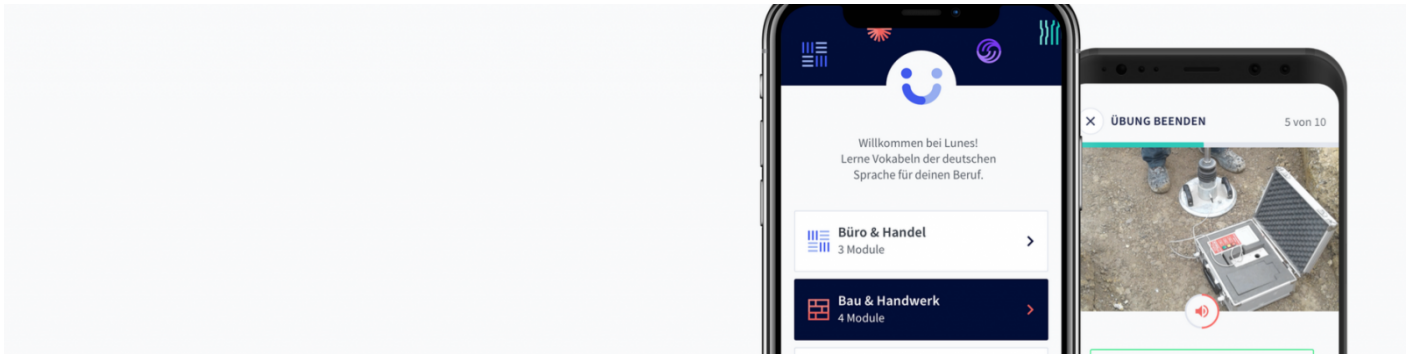 Willkommen bei Lunes!
Lerne Vokabeln der deutschen
Sprache für deinen Beruf.
Büro & Handel
3 Module
Bau & Handwerk
4 Module
ÜBUNG BEENDEN
5 von 10